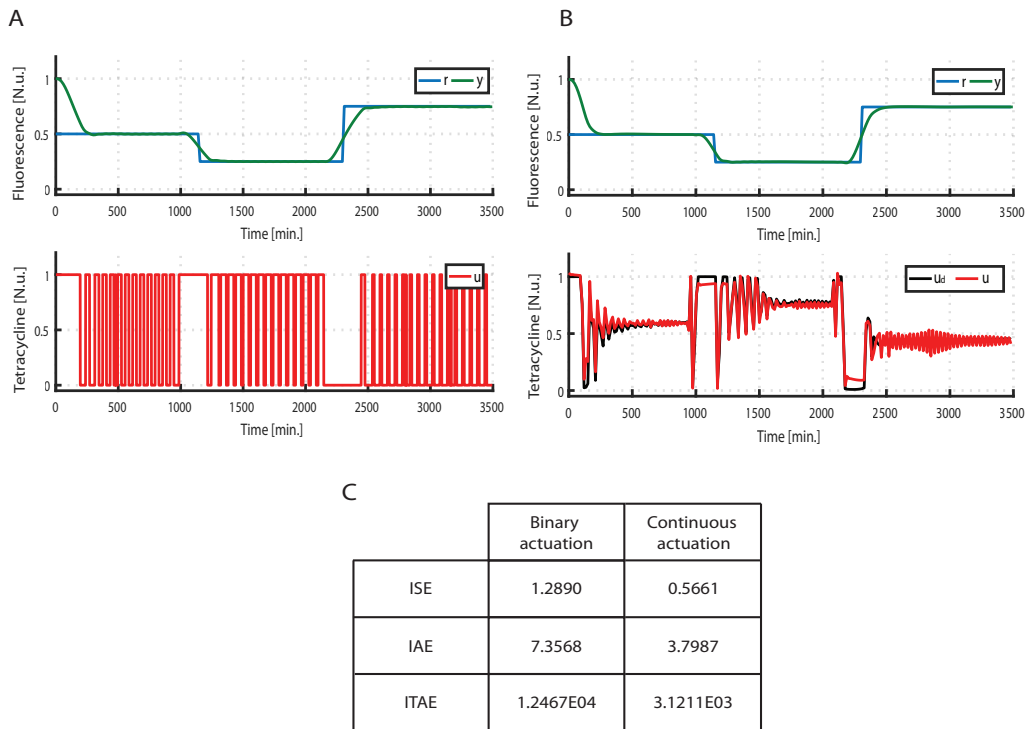 A
Fluorescence [N.u.]
1
0.5
0
r y
0 500 1000 1500 2000 2500 3000 3500
Time [min.]
Tetracycline [N.u.]
1
0.5
0
u
0 500 1000 1500 2000 2500 3000 3500
Time [min.]
B
Fluorescence [N.u.]
1
0.5
0
r y
0 500 1000 1500 2000 2500 3000 3500
Time [min.]
Tetracycline [N.u.]
1
0.5
0
ud u
0 500 1000 1500 2000 2500 3000 3500
Time [min.]
C
Binary actuation Continuous actuation
ISE 1.2890 0.5661
IAE 7.3568 3.7987
ITAE 1.2467E04 3.1211E03